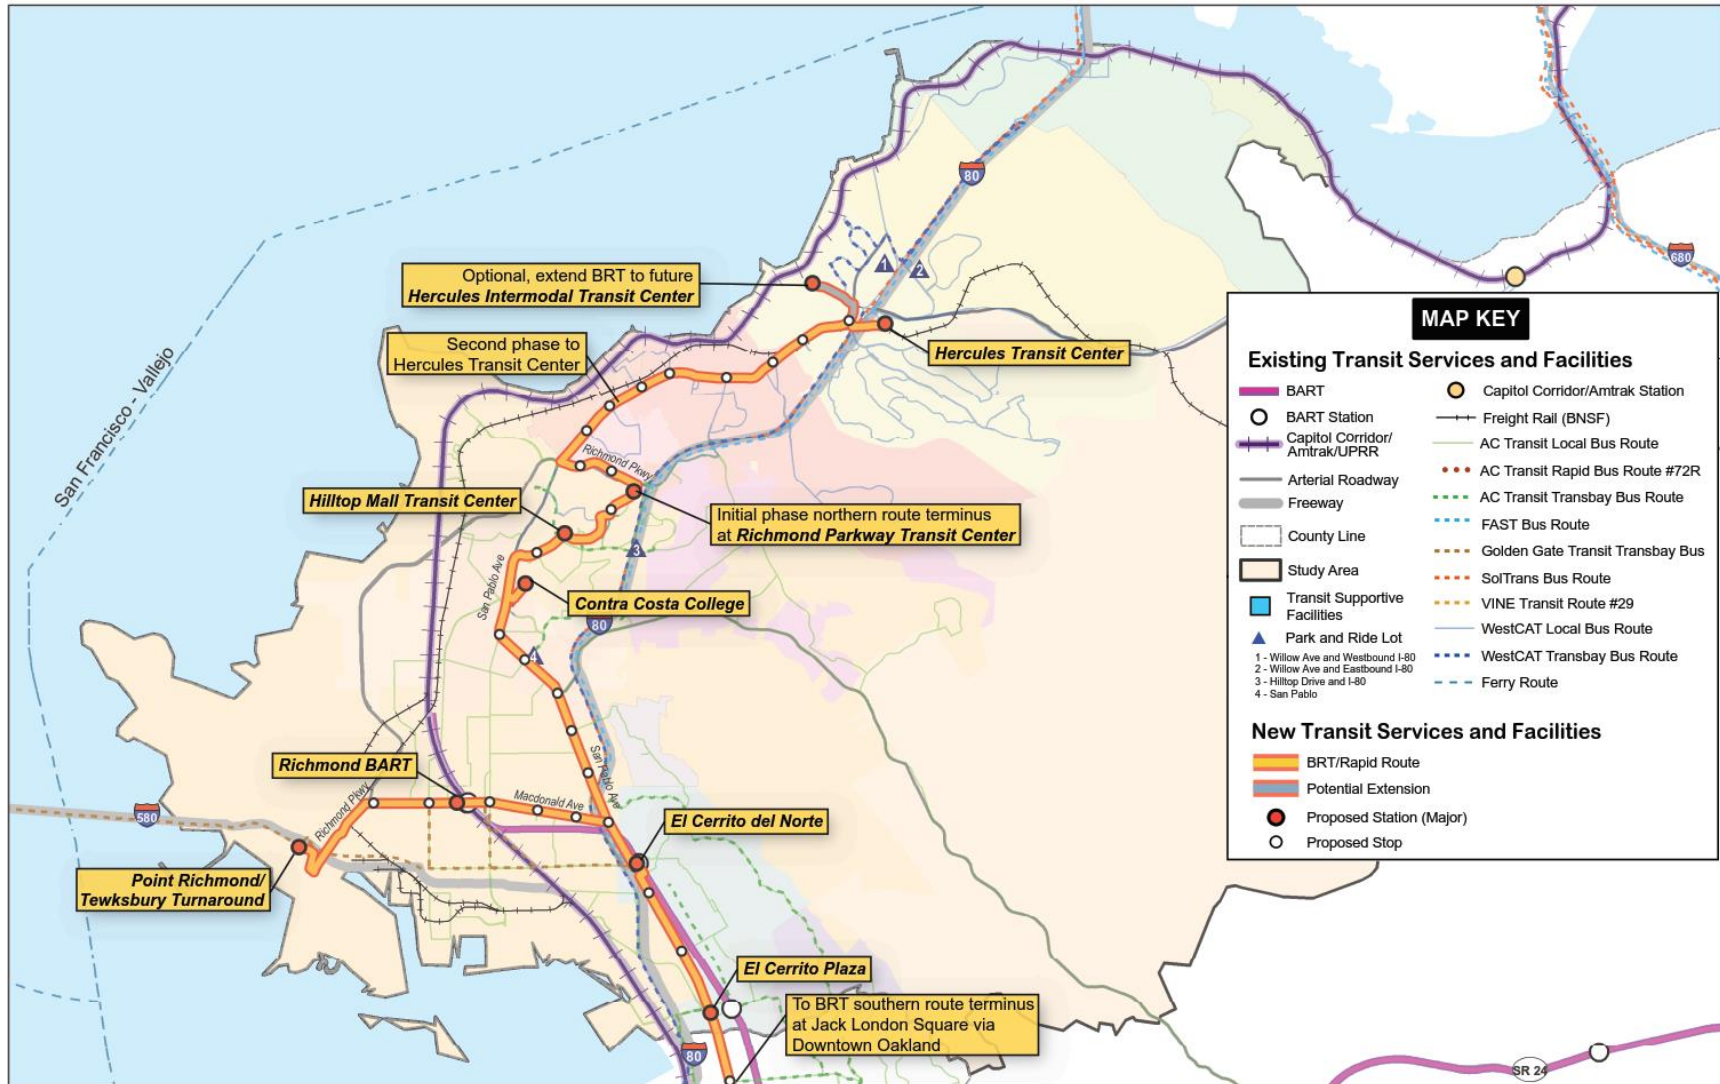 80
680
Optional, extend BRT to future
Hercules Intermodal Transit Center
1
2
Second phase to
Hercules Transit Center
Hercules Transit Center
San Francisco - Vallejo
Richmond Pkwy
Hilltop Mall Transit Center
Initial phase northern route terminus
at Richmond Parkway Transit Center
3
San Pablo Ave
Contra Costa College
80
4
San Pablo Ave
Richmond BART
Macdonald Ave
Richmond Pkwy
580
El Cerrito del Norte
Point Richmond/
Tewksbury Turnaround
El Cerrito Plaza
To BRT southern route terminus
at Jack London Square via
Downtown Oakland
80
SR 24
MAP KEY
Existing Transit Services and Facilities
BART
BART Station
Capitol Corridor/
Amtrak/UPRR
Arterial Roadway
Freeway
County Line
Study Area
Transit Supportive
Facilities
Park and Ride Lot
1 - Willow Ave and Westbound I-80
2 - Willow Ave and Eastbound I-80
3 - Hilltop Drive and I-80
4 - San Pablo
Capitol Corridor/Amtrak Station
Freight Rail (BNSF)
AC Transit Local Bus Route
AC Transit Rapid Bus Route #72R
AC Transit Transbay Bus Route
FAST Bus Route
Golden Gate Transit Transbay Bus
SolTrans Bus Route
VINE Transit Route #29
WestCAT Local Bus Route
WestCAT Transbay Bus Route
Ferry Route
New Transit Services and Facilities
BRT/Rapid Route
Potential Extension
Proposed Station (Major)
Proposed Stop